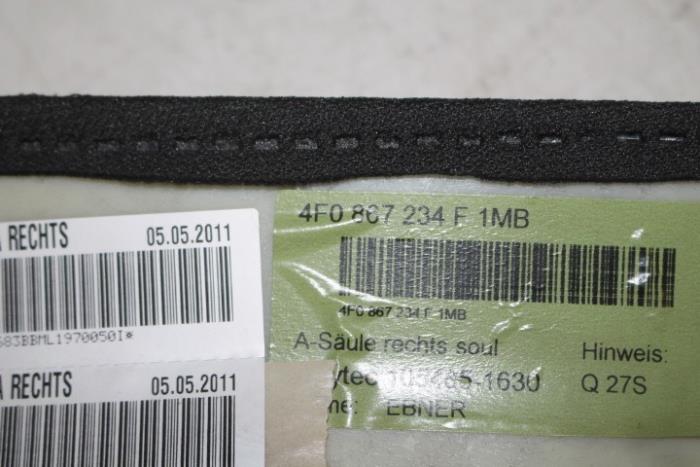 A RECHTS 05.05.2011
683BBML1970050I*
A RECHTS 05.05.2011
4F0 867 234 F 1MB
4F0 867 234 F 1MB
A-Säule rechts soul
Hinweis:
Q 27S
EBNER